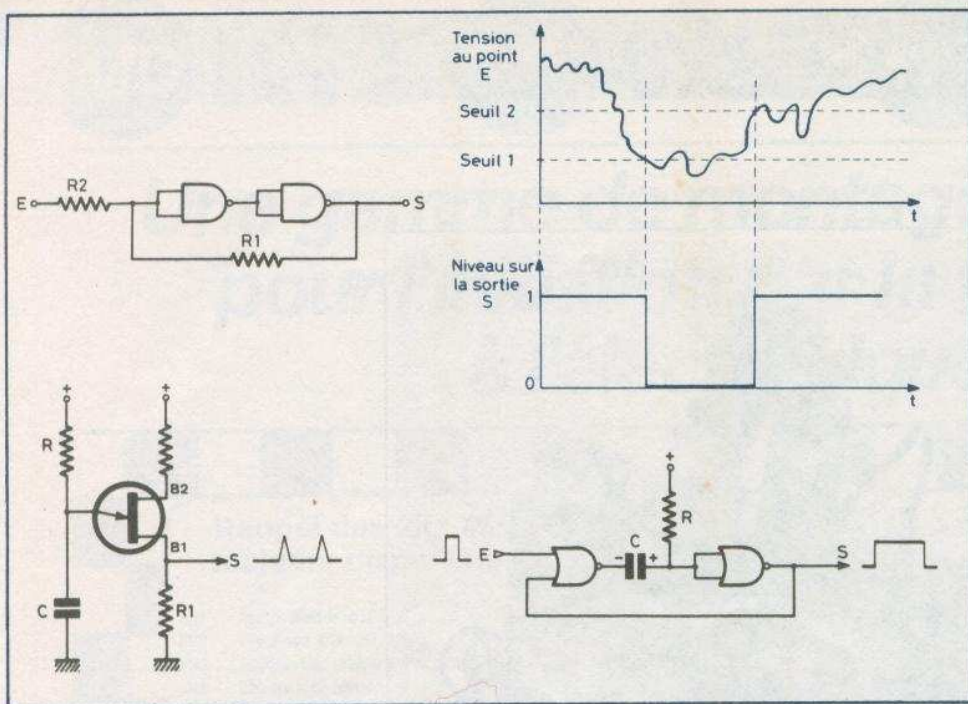 Tension
au point
E
Seuil 2
Seuil 1
t
R2
E
S
R1
Niveau sur
la sortie
S
1
0
t
+
R
+
B2
B1
S
C
R1
+
R
E
- C +
S